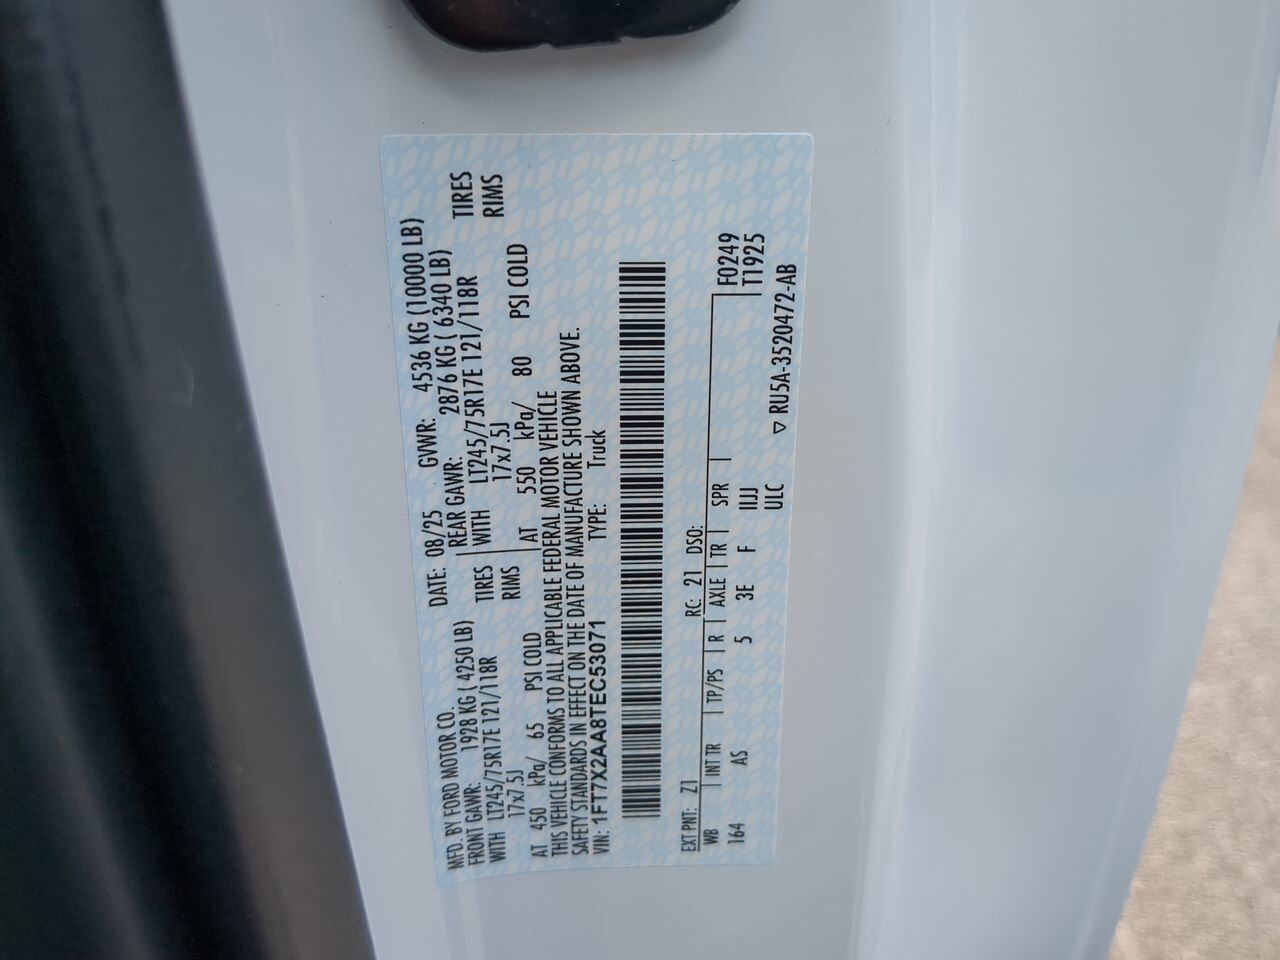 MFD. BY FORD MOTOR CO. DATE: 08/25 GVWR: 4536 KG (10000 LB)
FRONT GAWR: 1928 KG ( 4250 LB) REAR GAWR: 2876 KG ( 6340 LB)
WITH LT245/75R17E 121/118R TIRES WITH LT245/75R17E 121/118R TIRES
17x7.5J RIMS 17x7.5J RIMS
AT 450 kPa/ 65 PSI COLD AT 550 kPa/ 80 PSI COLD
THIS VEHICLE CONFORMS TO ALL APPLICABLE FEDERAL MOTOR VEHICLE
SAFETY STANDARDS IN EFFECT ON THE DATE OF MANUFACTURE SHOWN ABOVE.
VIN: 1FT7X2AA8TEC53071 TYPE: Truck
EXT PNT: Z1 RC: 21 DSO:
WB INT TR TP/PS R AXLE TR SPR F0249
164 AS 5 3E F IIJJ T1925
ULC
▽ RU5A-3520472-AB